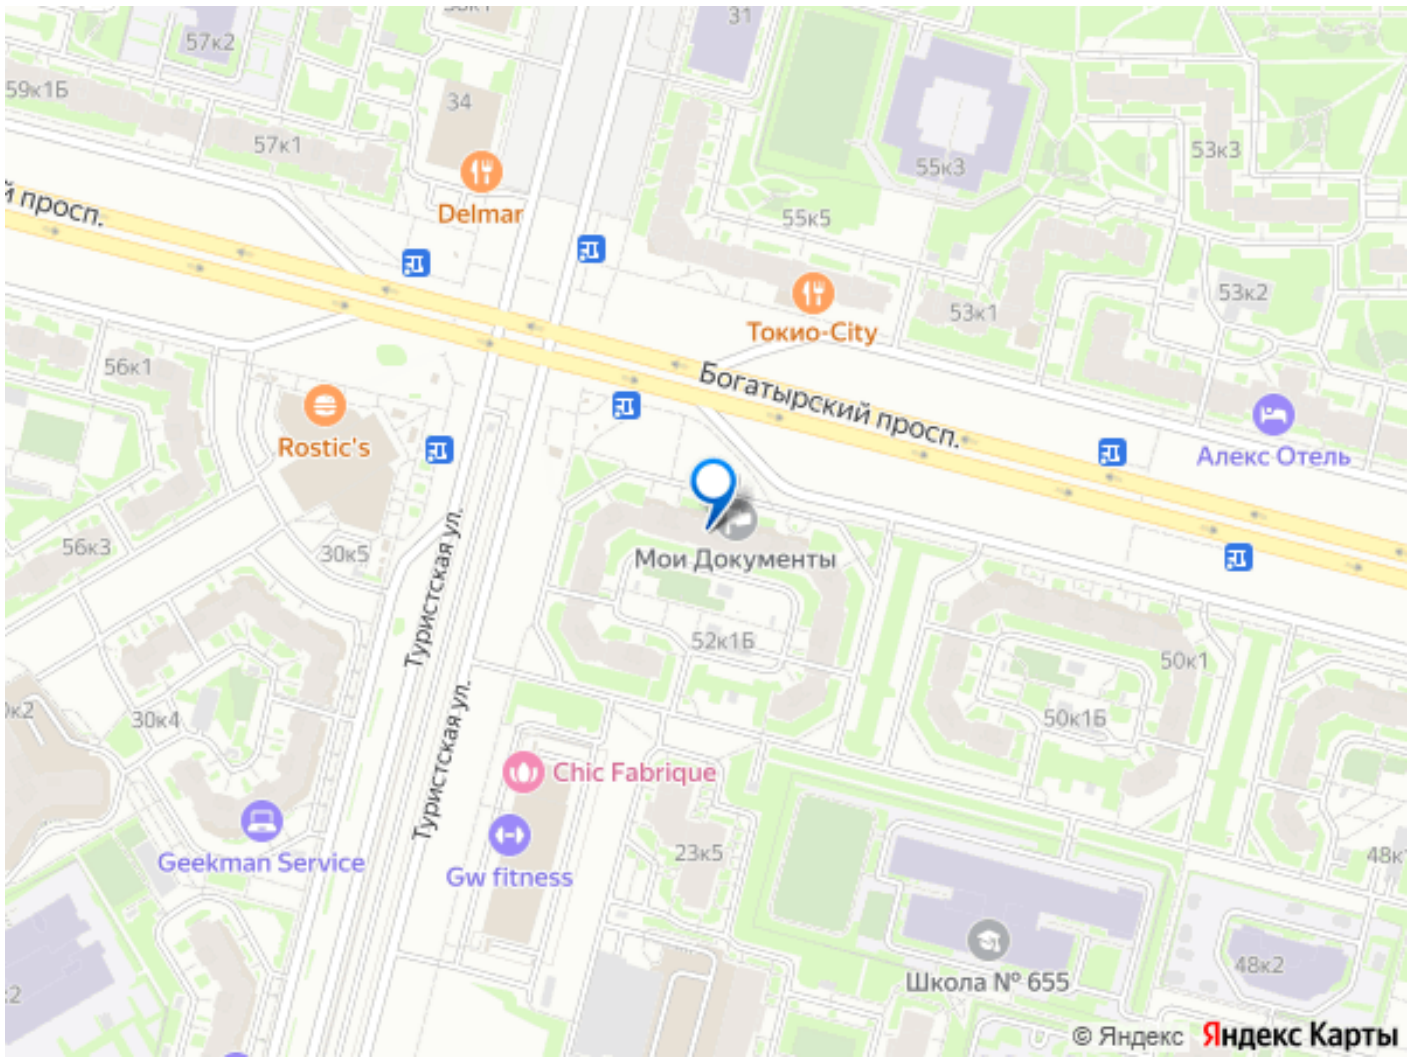 58к1
31
57к2
59к1Б
34
57к1
55к3
53к3
й просп.
Delmar
55к5
53к2
53к1
Токио-City
56к1
Богатырский просп.
Rostic's
Алекс Отель
56к3
30к5
Туристская ул.
Мои Документы
52к1Б
50к1
30к4
50к1Б
Туристская ул.
Chic Fabrique
Geekman Service
Gw fitness
23к5
48к1
Школа № 655
48к2
© Яндекс Яндекс Карты